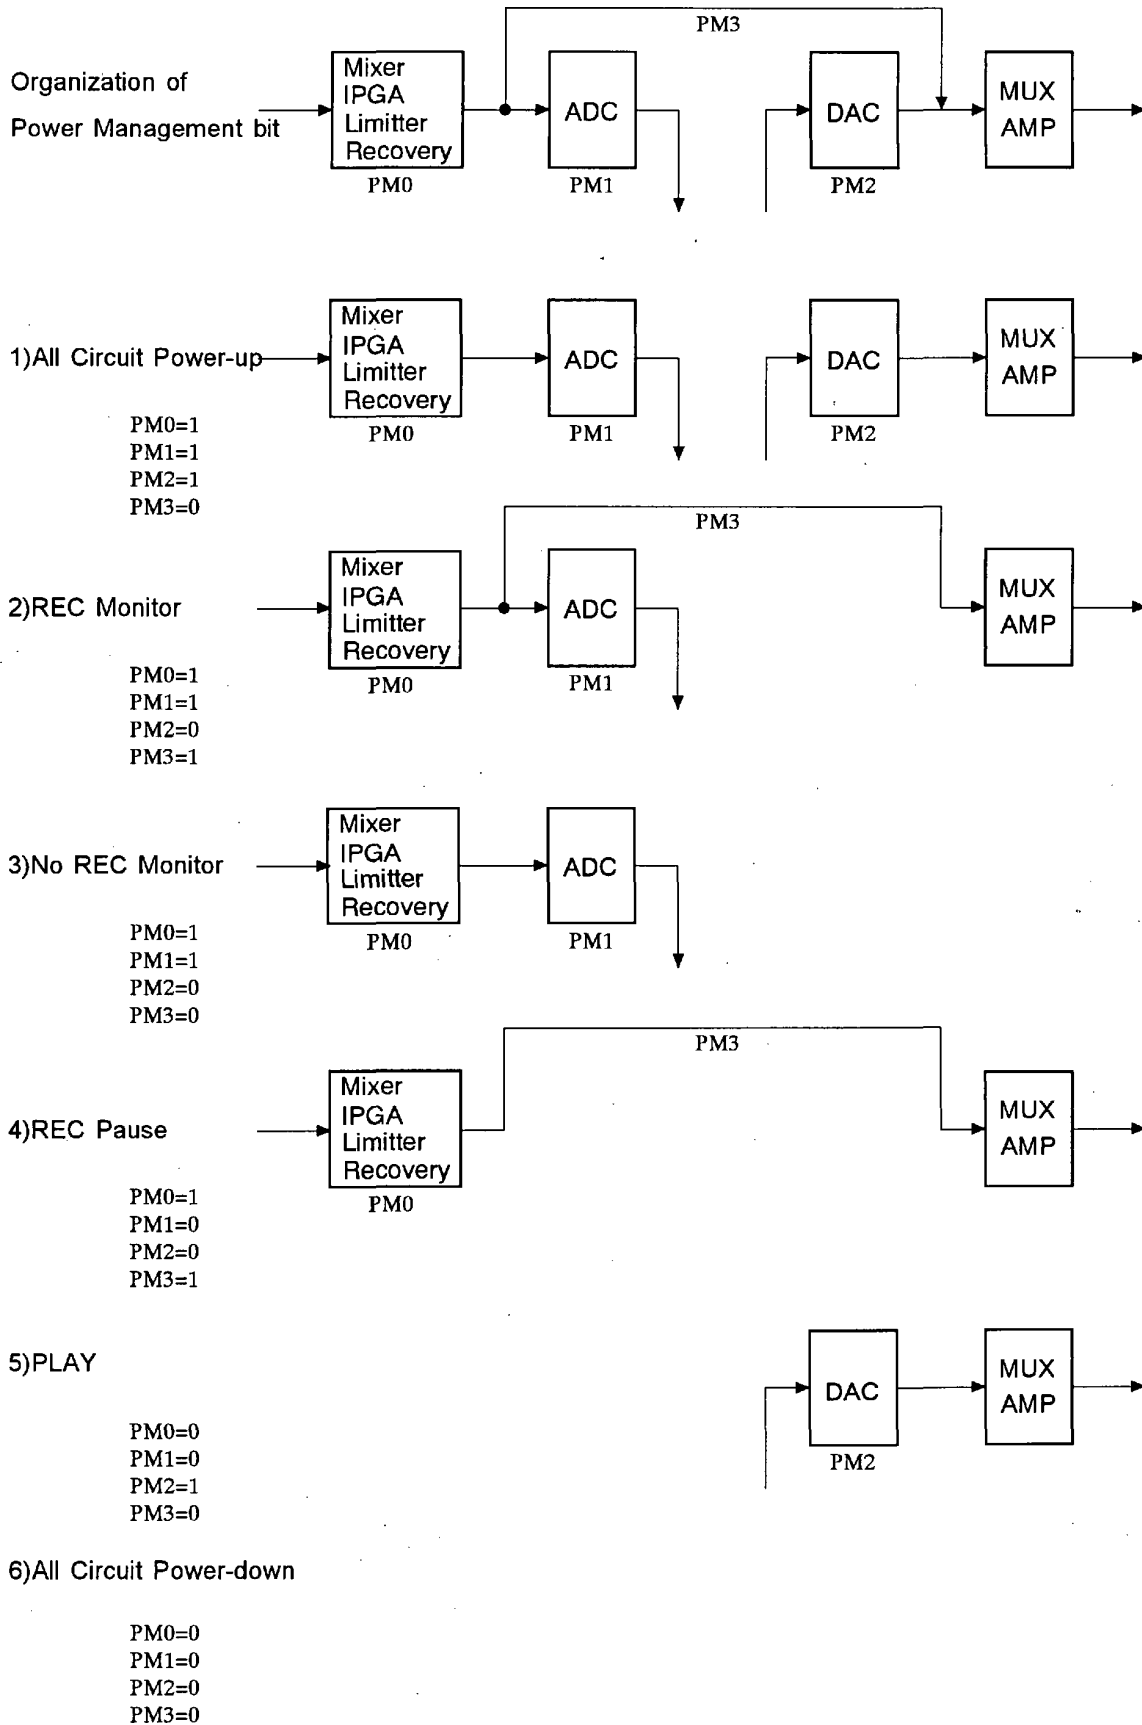 PM3
Organization of
Power Management bit
Mixer
IPGA
Limitter
Recovery
PM0
ADC
PM1
DAC
PM2
MUX
AMP
1)All Circuit Power-up
PM0=1
PM1=1
PM2=1
PM3=0
Mixer
IPGA
Limitter
Recovery
PM0
ADC
PM1
DAC
PM2
MUX
AMP
2)REC Monitor
PM0=1
PM1=1
PM2=0
PM3=1
Mixer
IPGA
Limitter
Recovery
PM0
ADC
PM1
PM3
MUX
AMP
3)No REC Monitor
PM0=1
PM1=1
PM2=0
PM3=0
Mixer
IPGA
Limitter
Recovery
PM0
ADC
PM1
4)REC Pause
PM0=1
PM1=0
PM2=0
PM3=1
Mixer
IPGA
Limitter
Recovery
PM0
PM3
MUX
AMP
5)PLAY
PM0=0
PM1=0
PM2=1
PM3=0
DAC
PM2
MUX
AMP
6)All Circuit Power-down
PM0=0
PM1=0
PM2=0
PM3=0